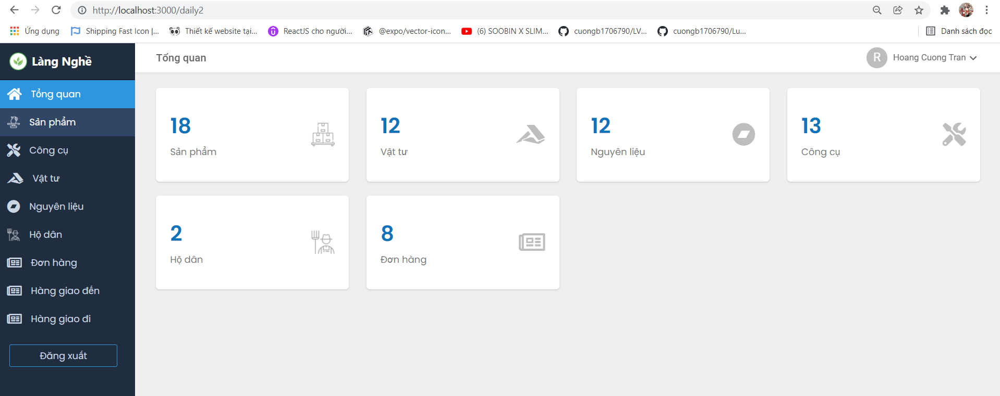 http://localhost:3000/daily2
Ứng dụng
Shipping Fast Icon |...
Thiết kế website tại...
ReactJS cho người...
@expo/vector-icon...
(6) SOOBIN X SLIM...
cuongb1706790/LV...
cuongb1706790/Lu...
Danh sách đọc
Làng Nghề
Tổng quan
Sản phẩm
Công cụ
Vật tư
Nguyên liệu
Hộ dân
Đơn hàng
Hàng giao đến
Hàng giao đi
Đăng xuất
Tổng quan
R Hoang Cuong Tran
18
Sản phẩm
12
Vật tư
12
Nguyên liệu
13
Công cụ
2
Hộ dân
8
Đơn hàng